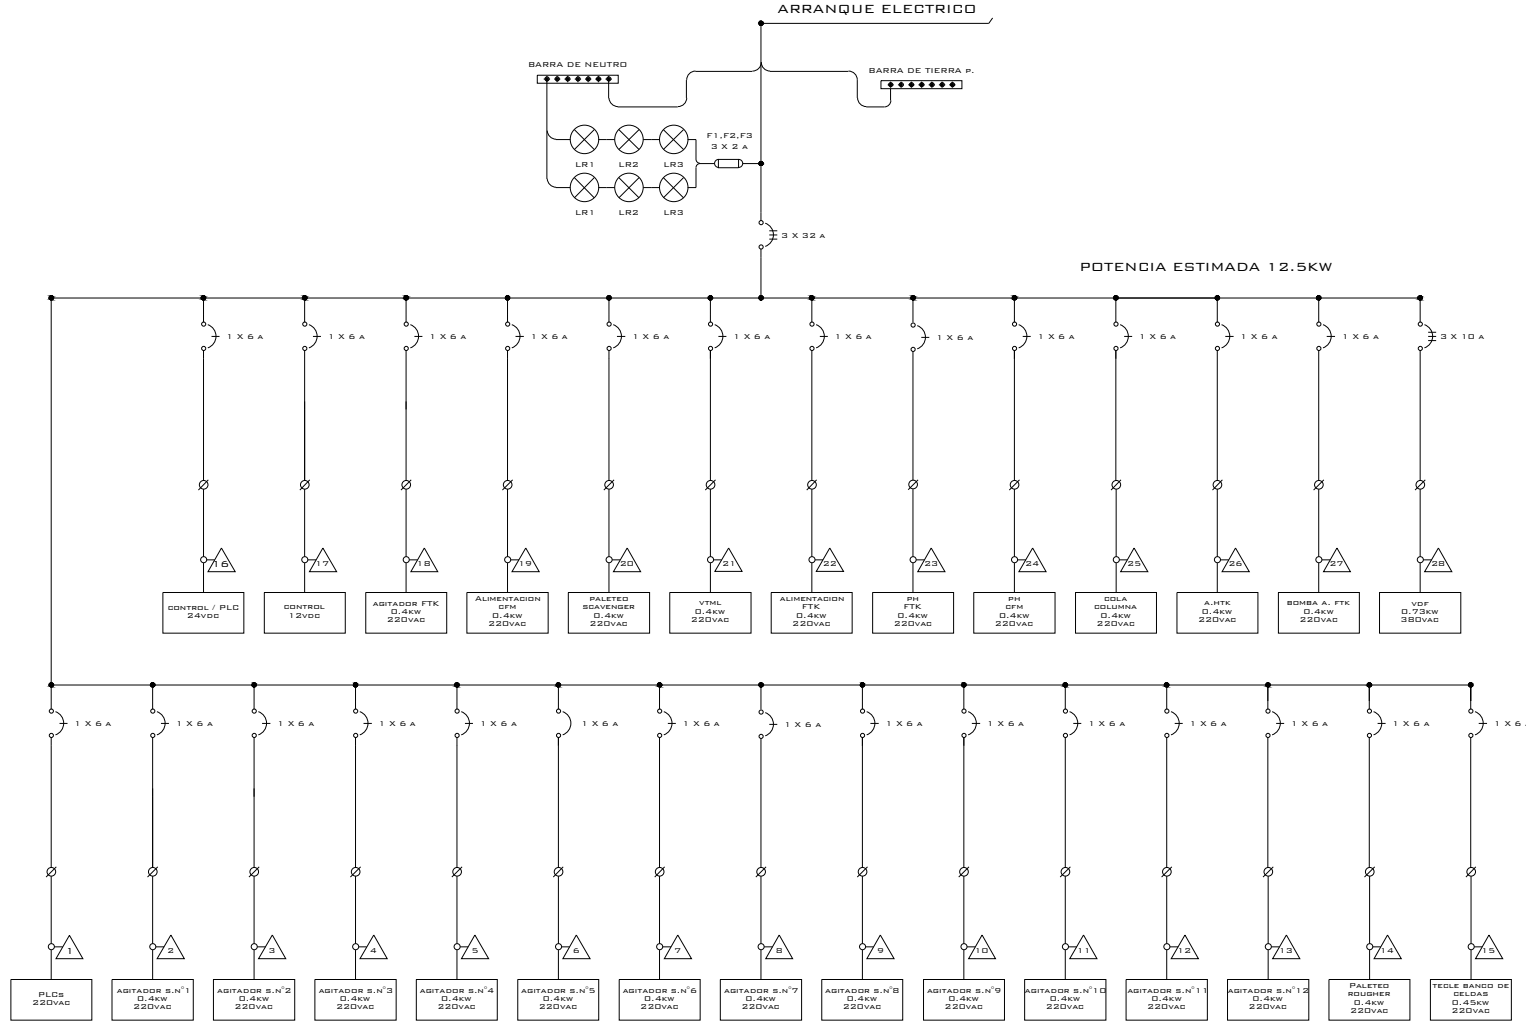 ARRANQUE ELECTRICO
BARRA DE NEUTRO
BARRA DE TIERRA P.
F1,F2,F3
3 X 2 A
LR1 LR2 LR3
LR1 LR2 LR3
3 X 32 A
POTENCIA ESTIMADA 12.5KW
1 X 6 A 1 X 6 A 1 X 6 A 1 X 6 A 1 X 6 A 1 X 6 A 1 X 6 A 1 X 6 A 1 X 6 A 1 X 6 A 1 X 6 A 1 X 6 A 3 X 10 A
16 17 18 19 20 21 22 23 24 25 26 27 28
CONTROL / PLC
24VDC
CONTROL
12VDC
AGITADOR FTK
0.4KW
220VAC
ALIMENTACION
CFM
0.4KW
220VAC
PALETEO
SCAVENGER
0.4KW
220VAC
VTML
0.4KW
220VAC
ALIMENTACION
FTK
0.4KW
220VAC
PH
FTK
0.4KW
220VAC
PH
CFM
0.4KW
220VAC
COLA
COLUMNA
0.4KW
220VAC
A.HTK
0.4KW
220VAC
BOMBA A. FTK
0.4KW
220VAC
VDF
0.73KW
380VAC
1 X 6 A 1 X 6 A 1 X 6 A 1 X 6 A 1 X 6 A 1 X 6 A 1 X 6 A 1 X 6 A 1 X 6 A 1 X 6 A 1 X 6 A 1 X 6 A 1 X 6 A 1 X 6 A 1 X 6
1 2 3 4 5 6 7 8 9 10 11 12 13 14 15
PLCs
220VAC
AGITADOR S.N°1
0.4KW
220VAC
AGITADOR S.N°2
0.4KW
220VAC
AGITADOR S.N°3
0.4KW
220VAC
AGITADOR S.N°4
0.4KW
220VAC
AGITADOR S.N°5
0.4KW
220VAC
AGITADOR S.N°6
0.4KW
220VAC
AGITADOR S.N°7
0.4KW
220VAC
AGITADOR S.N°8
0.4KW
220VAC
AGITADOR S.N°9
0.4KW
220VAC
AGITADOR S.N°10
0.4KW
220VAC
AGITADOR S.N°11
0.4KW
220VAC
AGITADOR S.N°12
0.4KW
220VAC
PALETEO
ROUGHER
0.4KW
220VAC
TECLE BANCO DE
CELDAS
0.45KW
220VAC